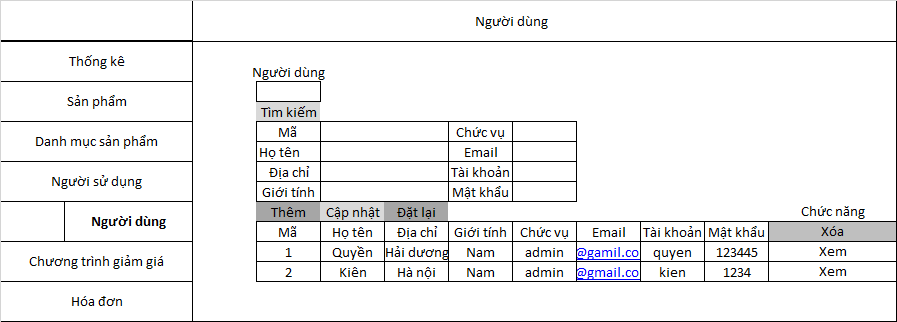 Người dùng
Thống kê
Sản phẩm
Danh mục sản phẩm
Người sử dụng
Người dùng
Chương trình giảm giá
Hóa đơn
Người dùng
Tìm kiếm
Mã Chức vụ
Họ tên Email
Địa chỉ Tài khoản
Giới tính Mật khẩu
Thêm Cập nhật Đặt lại Chức năng
Mã Họ tên Địa chỉ Giới tính Chức vụ Email Tài khoản Mật khẩu Xóa
1 Quyền Hải dương Nam admin @gamil.co quyen 123445 Xem
2 Kiên Hà nội Nam admin @gmail.co kien 1234 Xem